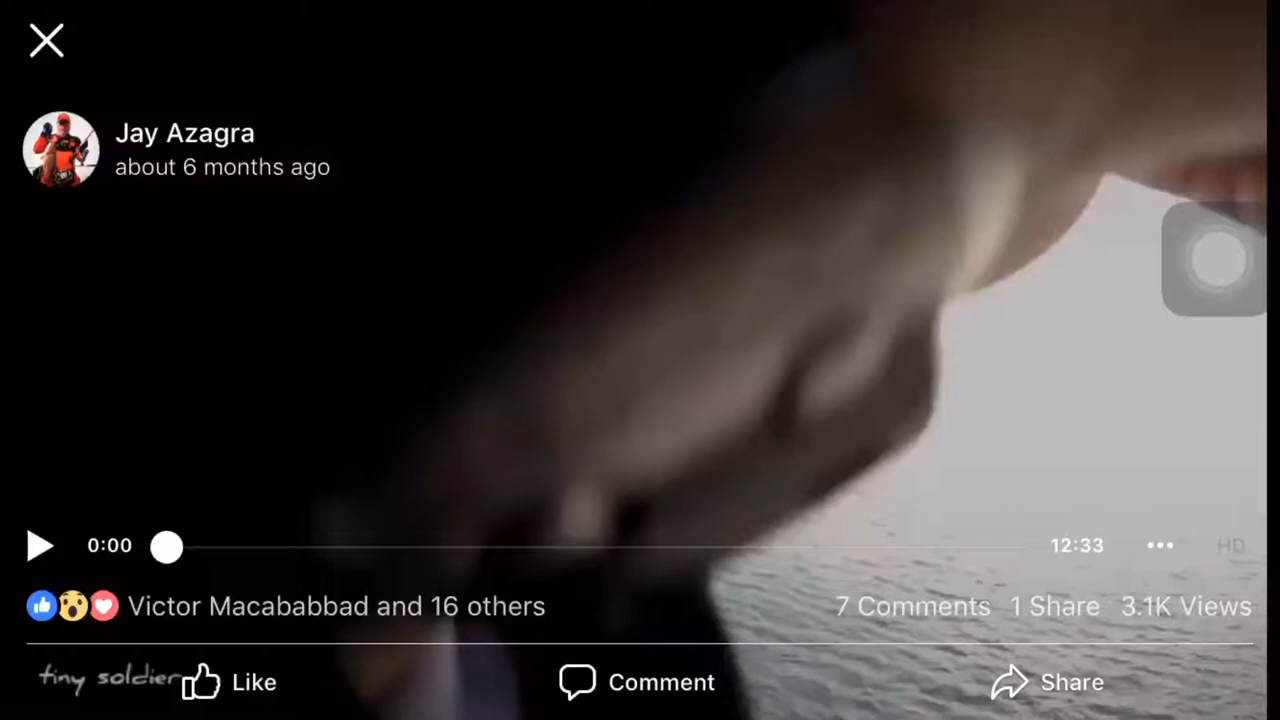 Jay Azagra
about 6 months ago
0:00
12:33
HD
Victor Macababbad and 16 others
7 Comments 1 Share 3.1K Views
tiny soldier
Like
Comment
Share